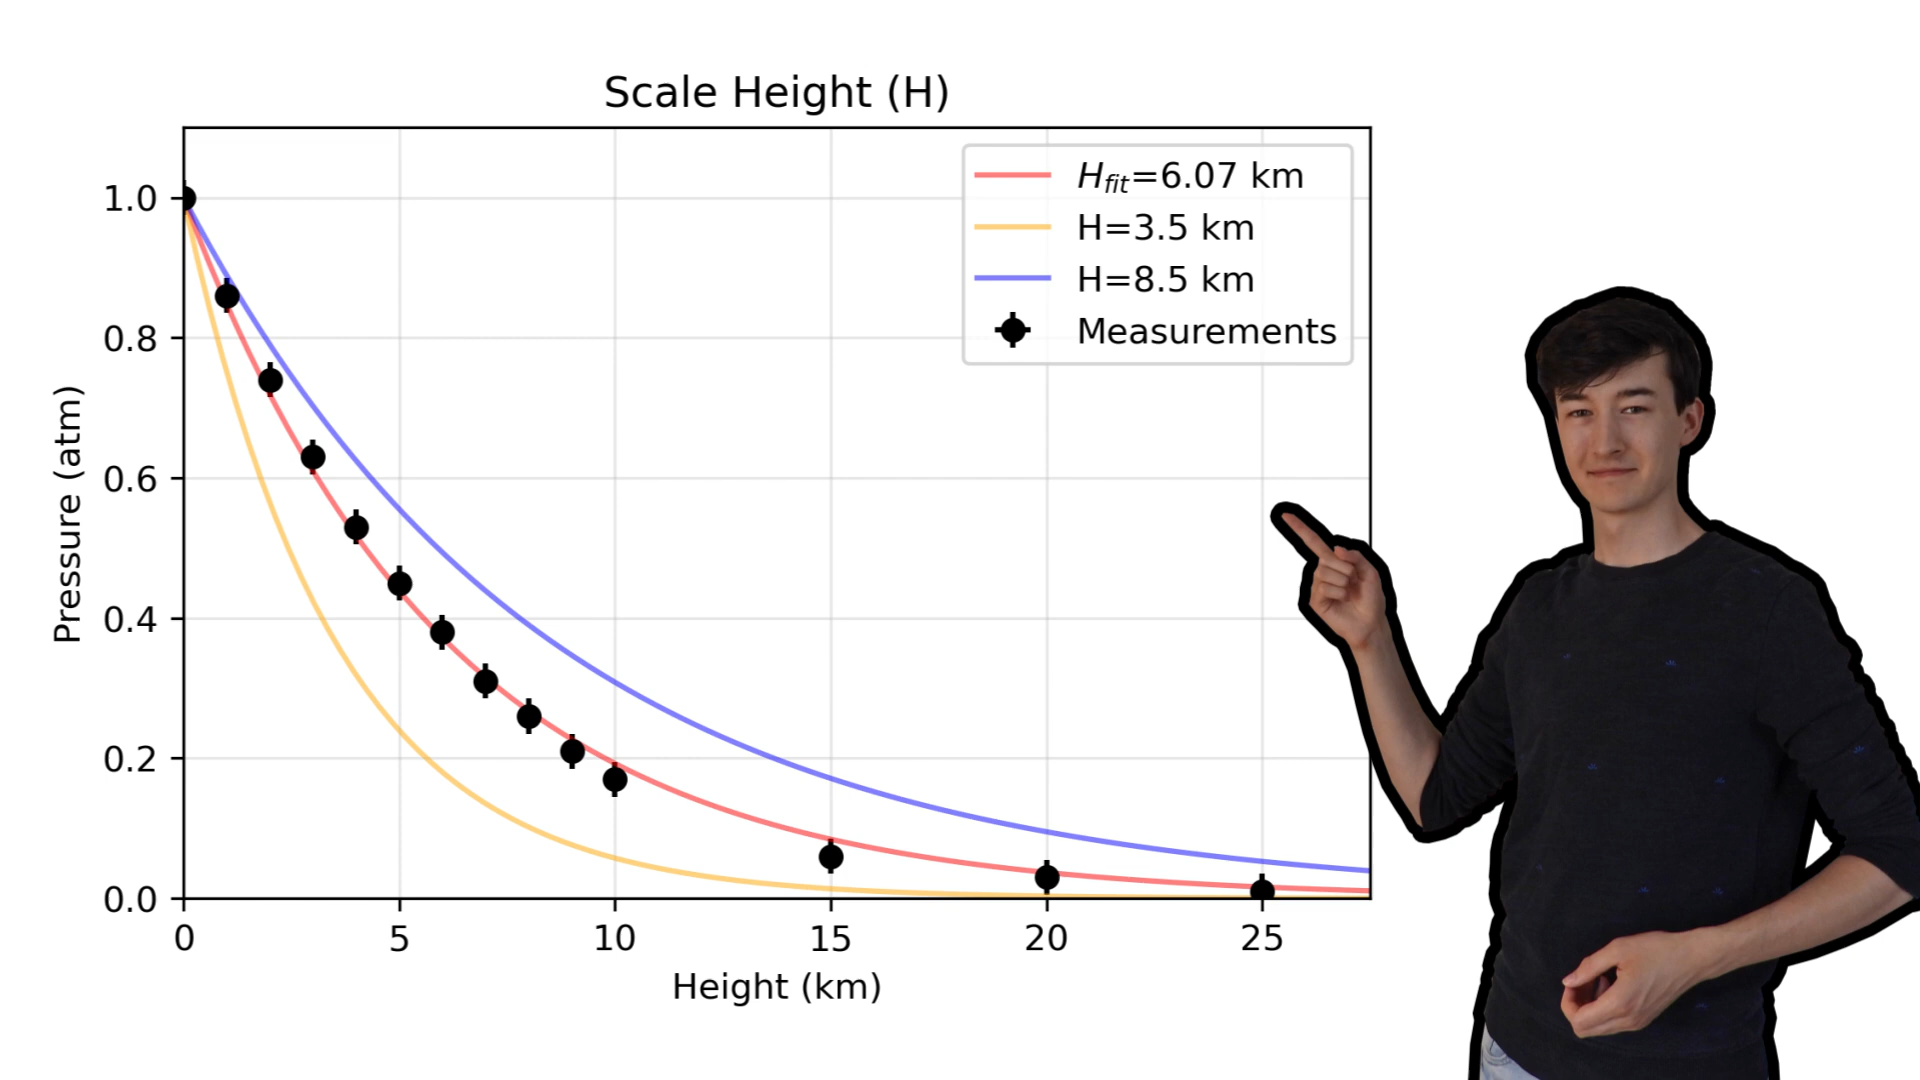 Scale Height (H)
H_fit=6.07 km
H=3.5 km
H=8.5 km
Measurements
Pressure (atm)
1.0
0.8
0.6
0.4
0.2
0.0
0 5 10 15 20 25
Height (km)